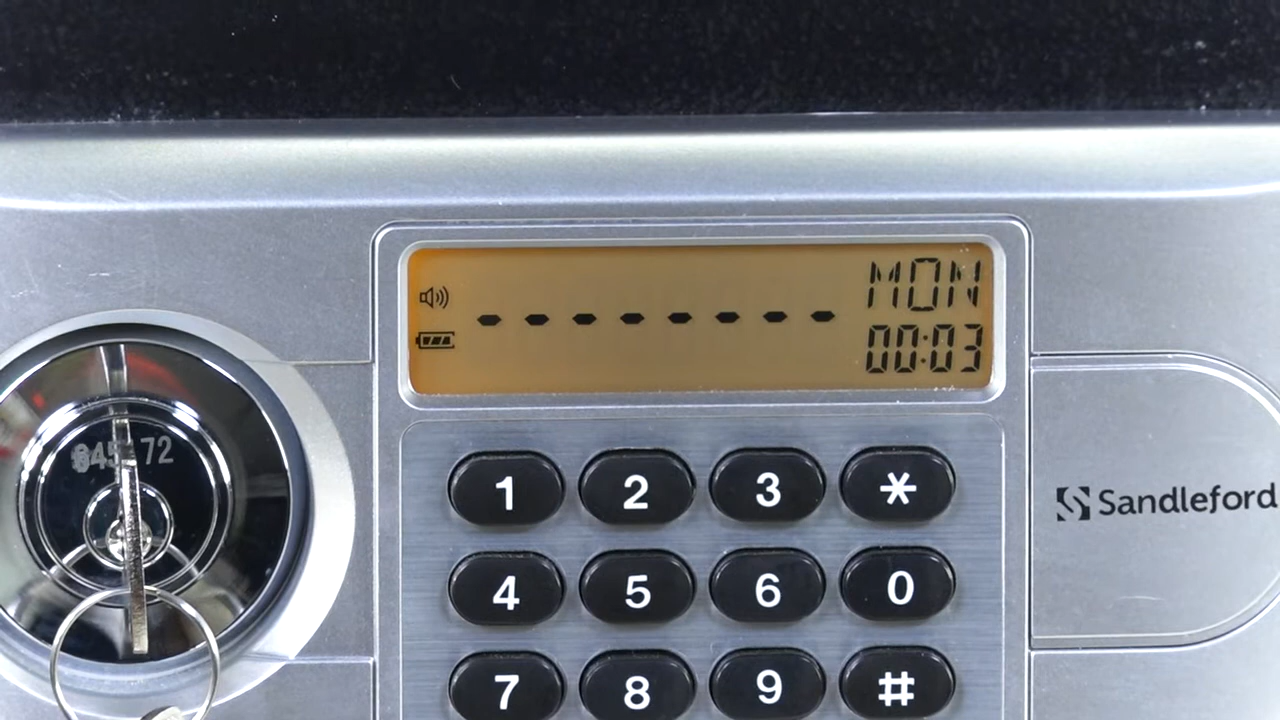 MON
--------
00:03
1 2 3 *
4 5 6 0
7 8 9 #
Sandleford